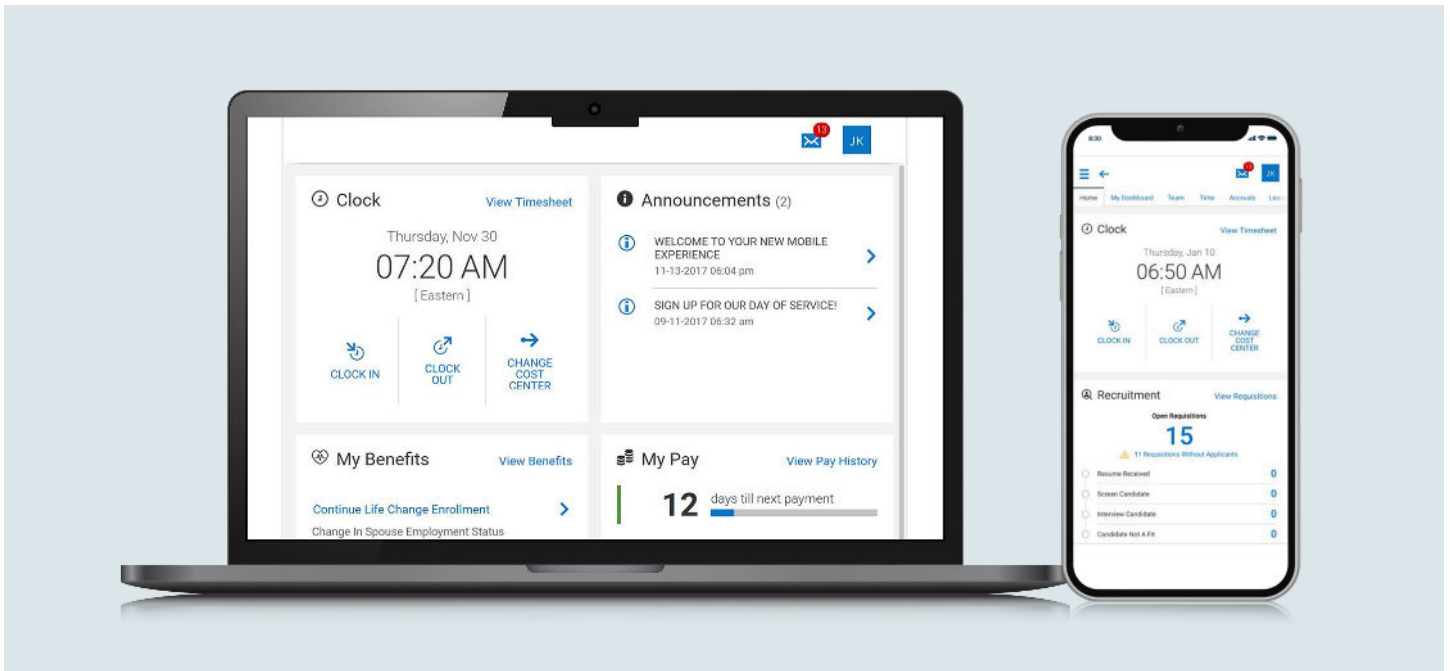 13
JK
Clock
View Timesheet
Thursday, Nov 30
07:20 AM
[ Eastern ]
CLOCK IN
CLOCK
OUT
CHANGE
COST
CENTER
Announcements (2)
WELCOME TO YOUR NEW MOBILE
EXPERIENCE
11-13-2017 06:04 pm
SIGN UP FOR OUR DAY OF SERVICE!
09-11-2017 06:32 am
My Benefits
View Benefits
Continue Life Change Enrollment
Change In Spouse Employment Status
My Pay
View Pay History
12 days till next payment
8:30
JK
Home My Dashboard Team Time Accruals
Clock
View Timesheet
Thursday, Jan 10
06:50 AM
[ Eastern ]
CLOCK IN
CLOCK OUT
CHANGE
COST
CENTER
Recruitment
View Requisitions
Open Requisitions
15
11 Requisitions Without Applicants
Resume Received 0
Screen Candidate 0
Interview Candidate 0
Candidate Not A Fit 0